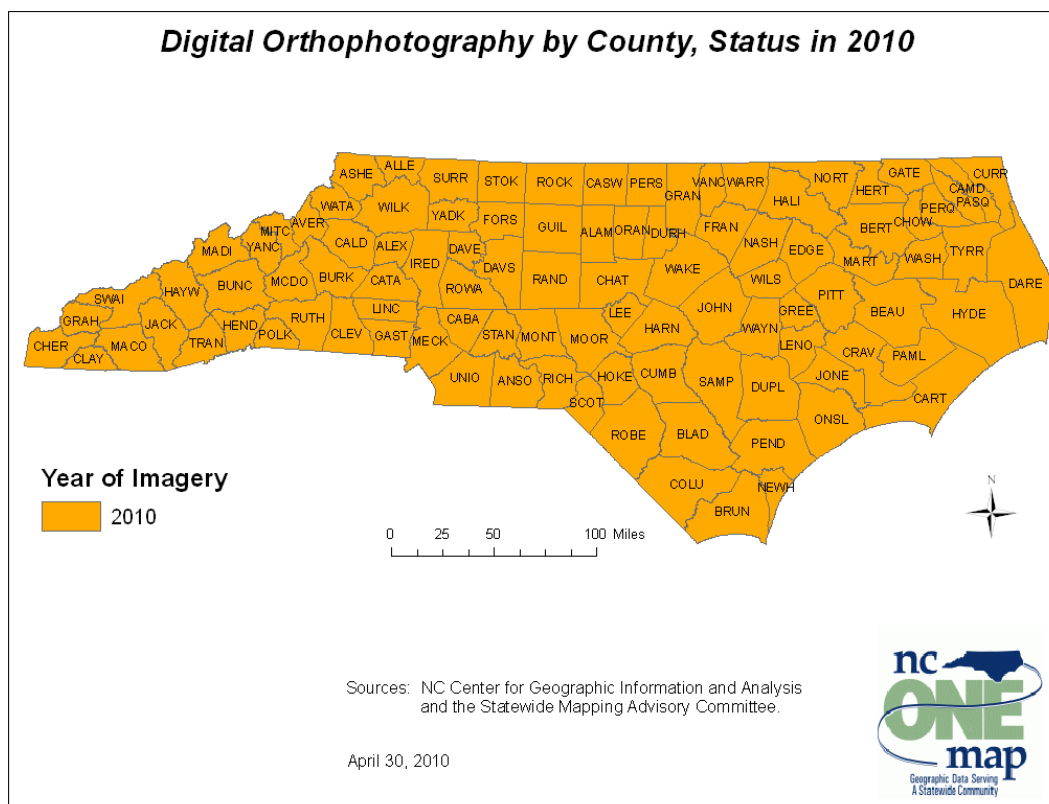 Digital Orthophotography by County, Status in 2010
ALLE
ASHE
SURR
STOK
ROCK
CASW
PERS
GRAN
VANC
WARR
NORT
HERT
GATE
CURR
CAMD
PASQ
PERQ
CHOW
HALI
WATA
WILK
AVER
MITC
YANC
MADI
CALD
ALEX
YADK
FORS
GUIL
ALAM
ORAN
DURH
FRAN
NASH
EDGE
BERT
MART
WASH
TYRR
DARE
DAVE
DAVS
IRED
ROWA
RAND
CHAT
WAKE
WILS
PITT
BEAU
HYDE
SWAI
HAYW
BUNC
MCDO
BURK
CATA
LINC
GRAH
JACK
HEND
RUTH
CHER
CLAY
MACO
TRAN
POLK
CLEV
GAST
MECK
CABA
STAN
MONT
MOOR
LEE
HARN
JOHN
WAYN
GREE
LENO
CRAV
PAML
JONE
CART
UNIO
ANSO
RICH
SCOT
HOKE
CUMB
SAMP
DUPL
ONSL
ROBE
BLAD
PEND
COLU
NEWH
BRUN
Year of Imagery
2010
0 25 50 100 Miles
N
Sources: NC Center for Geographic Information and Analysis
and the Statewide Mapping Advisory Committee.
April 30, 2010
nc
ONE
map
Geographic Data Serving
A Statewide Community